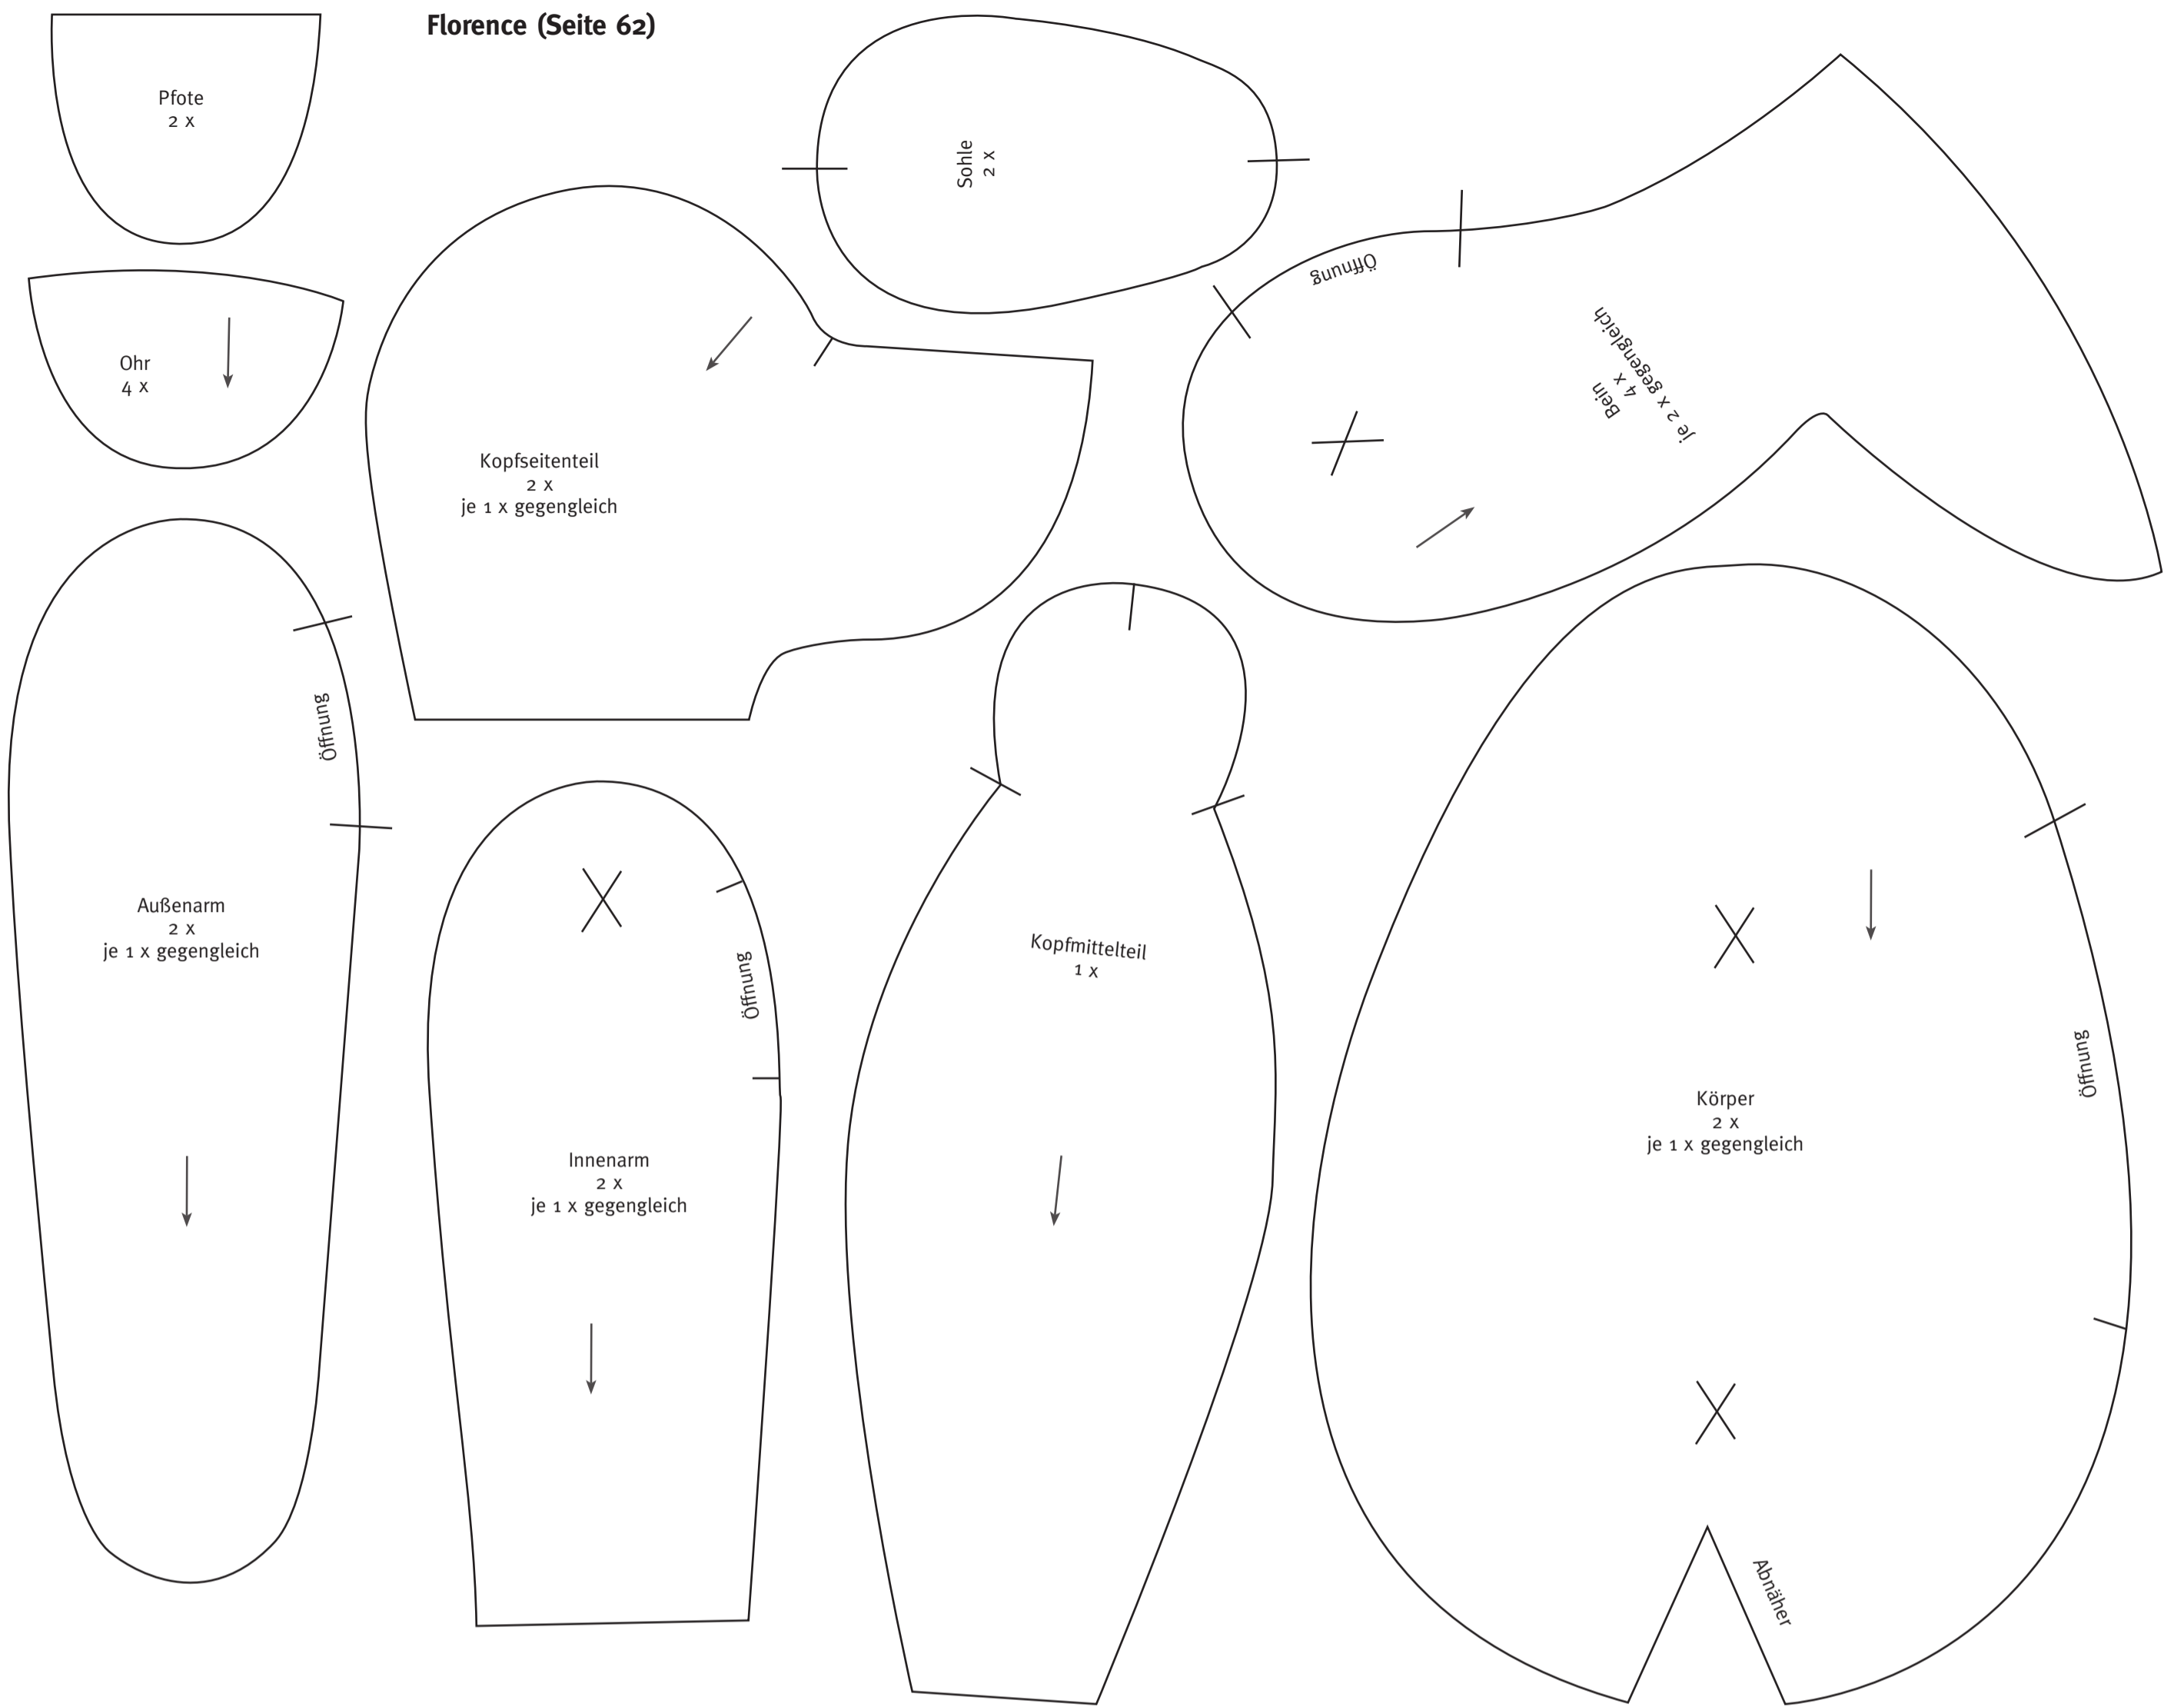 Florence (Seite 62)
Pfote
2 x
Sohle
2 x
Öffnung
Bein
4 x
je 2 x gegengleich
Ohr
4 x
Kopfseitenteil
2 x
je 1 x gegengleich
Öffnung
Außenarm
2 x
je 1 x gegengleich
Öffnung
Innenarm
2 x
je 1 x gegengleich
Kopfmittelteil
1 x
Öffnung
Körper
2 x
je 1 x gegengleich
Abnäher